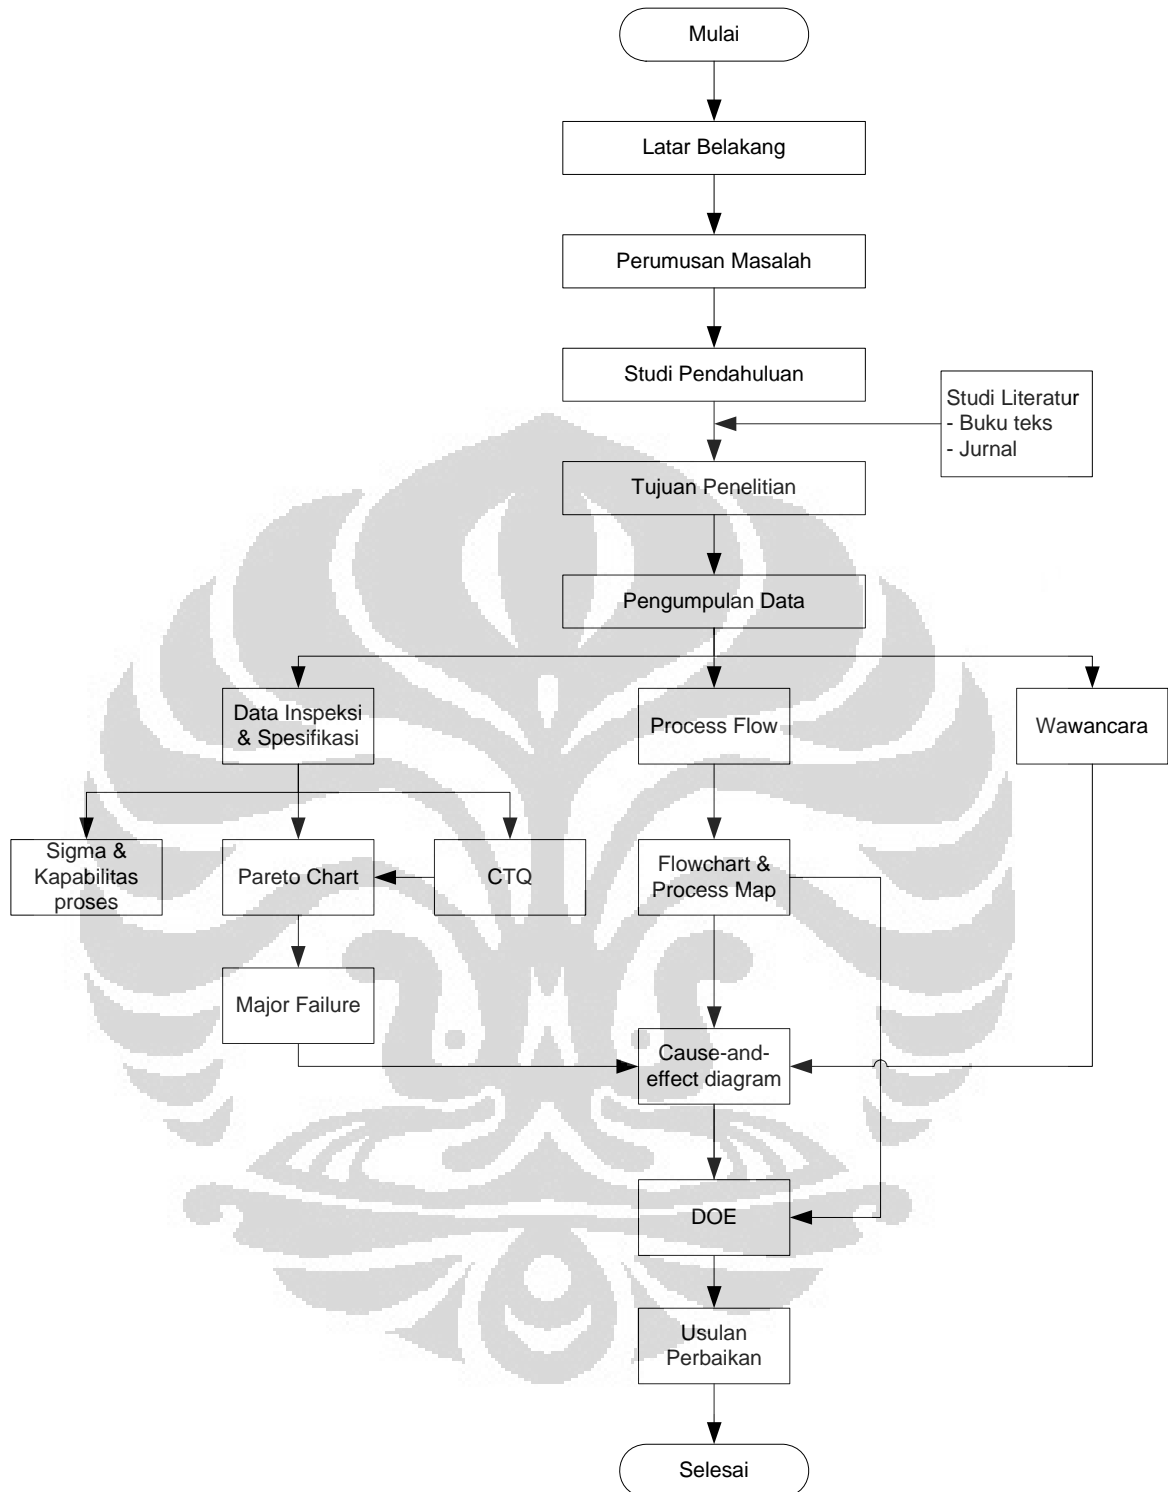 Mulai
Latar Belakang
Perumusan Masalah
Studi Pendahuluan
Studi Literatur
- Buku teks
- Jurnal
Tujuan Penelitian
Pengumpulan Data
Data Inspeksi
& Spesifikasi
Process Flow
Wawancara
Sigma &
Kapabilitas
proses
Pareto Chart
CTQ
Flowchart &
Process Map
Major Failure
Cause-and-
effect diagram
DOE
Usulan
Perbaikan
Selesai